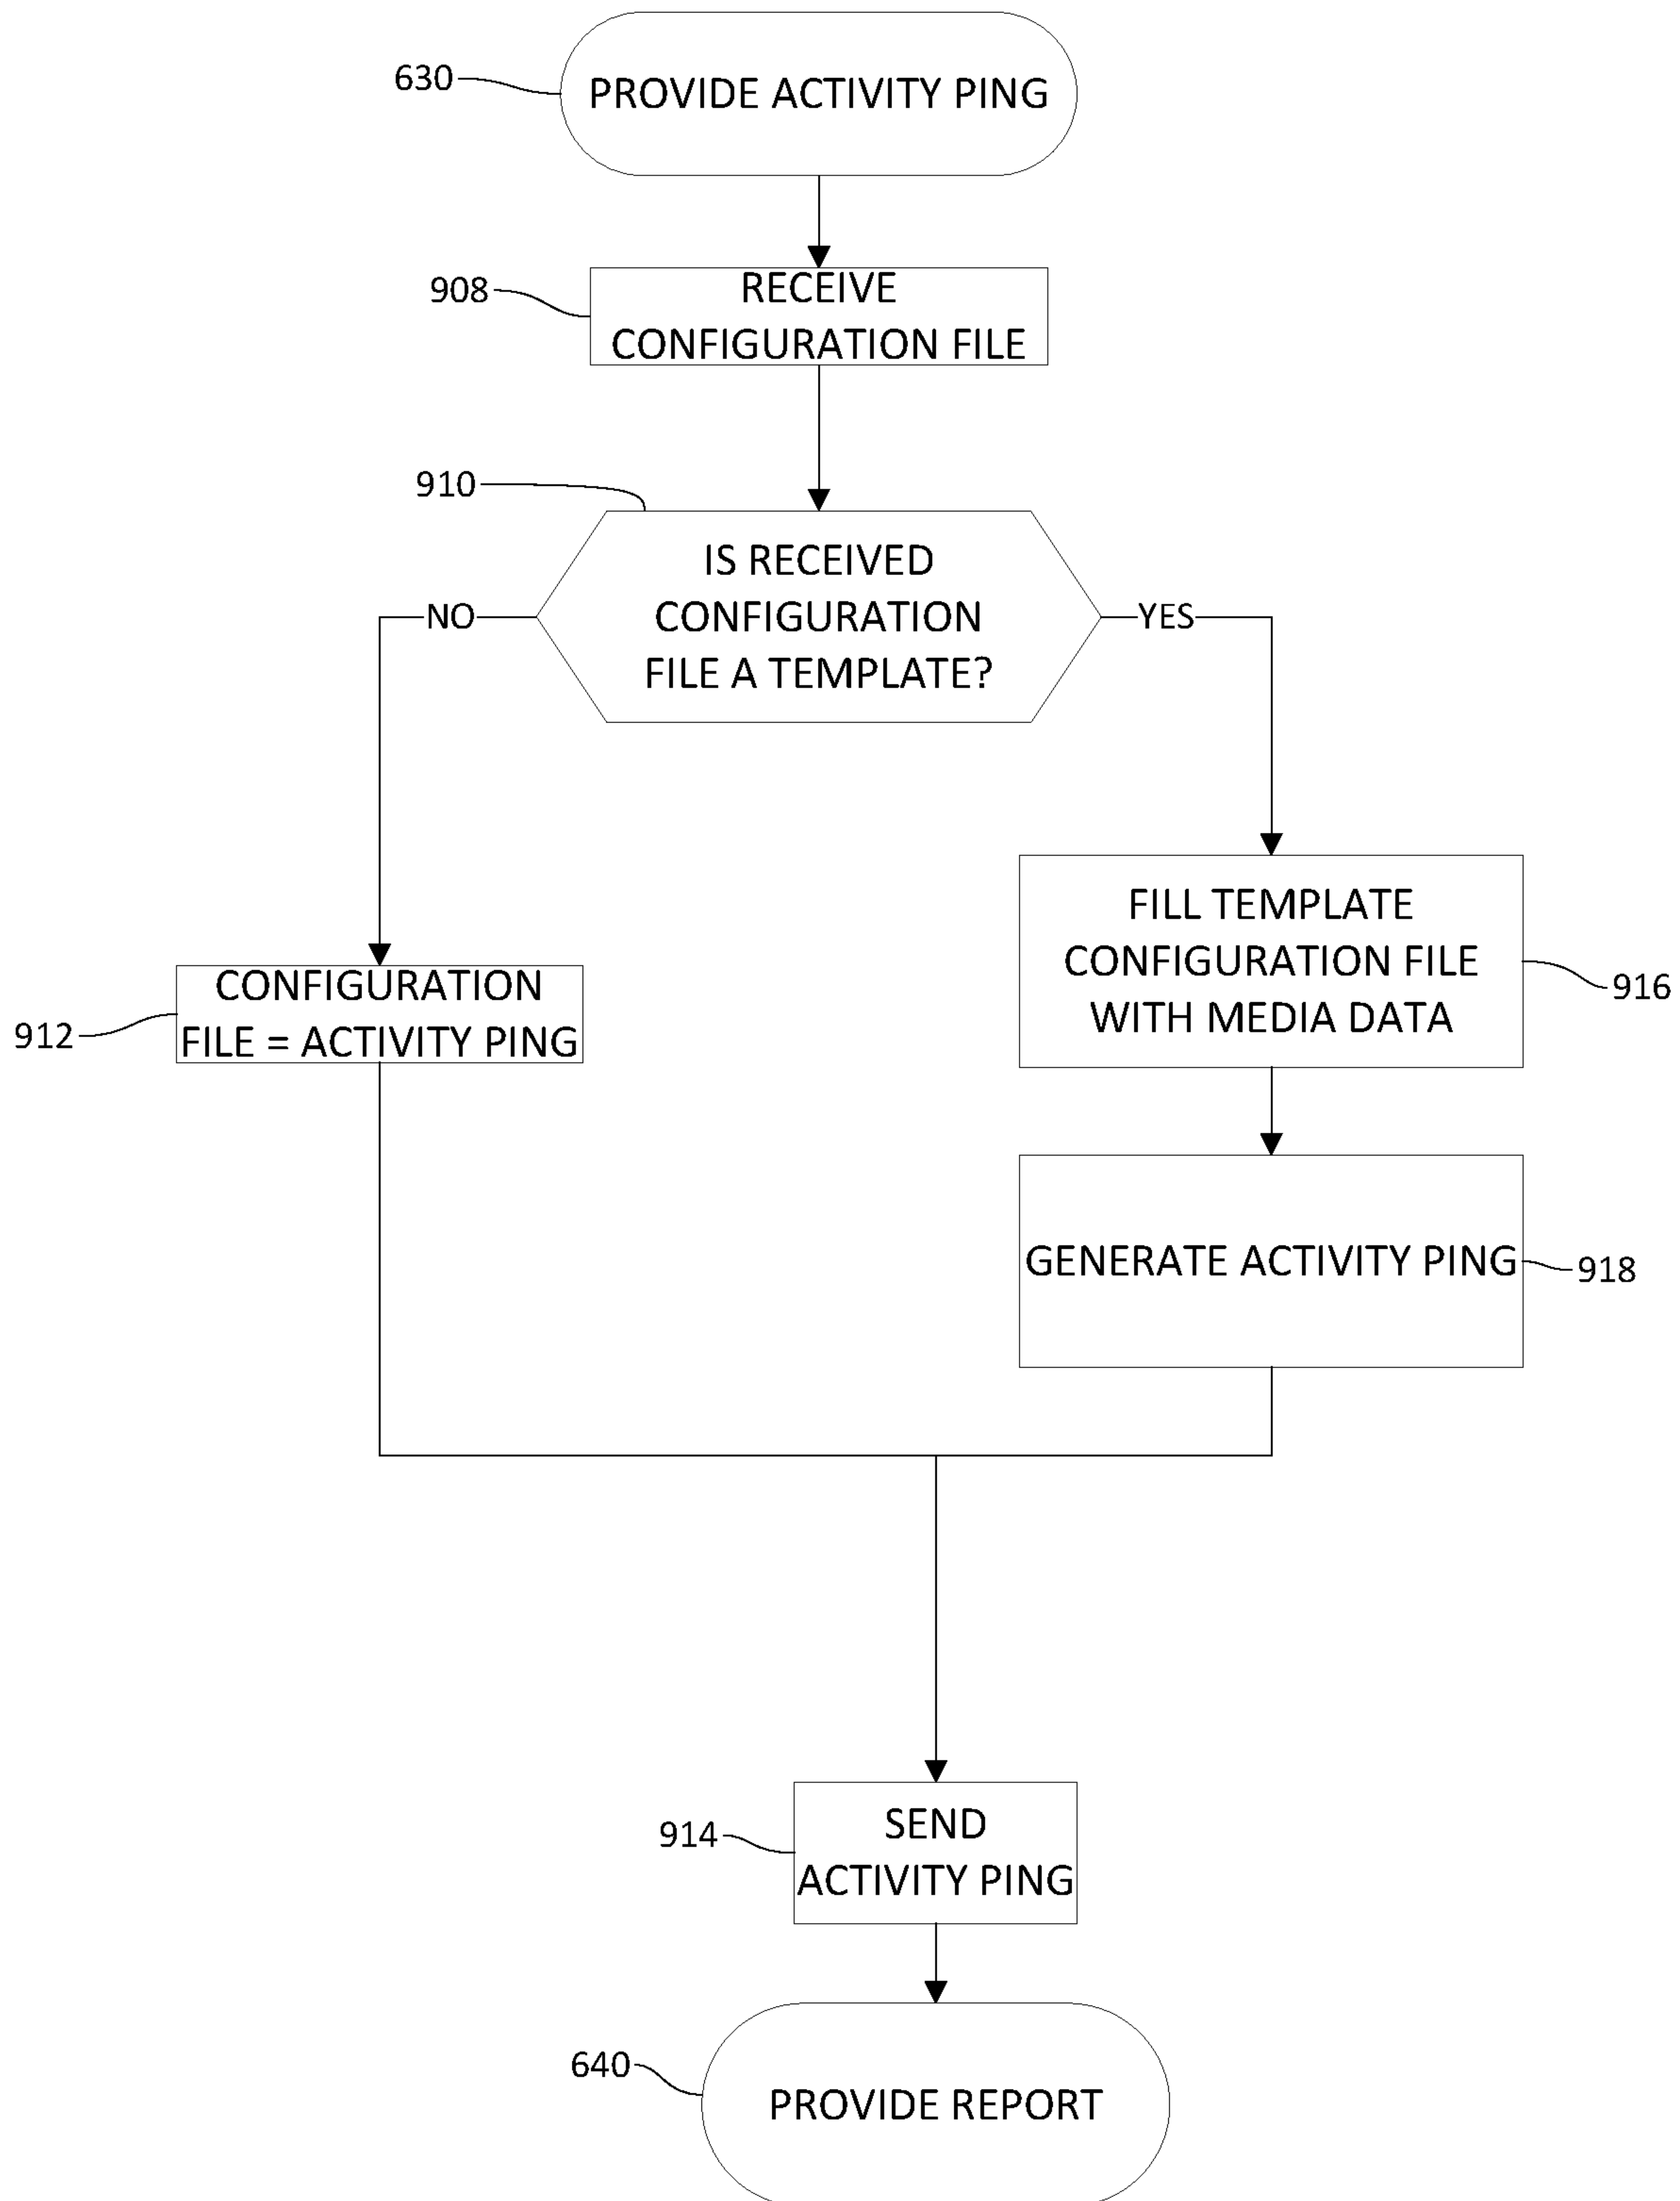 630
PROVIDE ACTIVITY PING
908
RECEIVE
CONFIGURATION FILE
910
IS RECEIVED
CONFIGURATION
FILE A TEMPLATE?
NO
YES
FILL TEMPLATE
CONFIGURATION FILE
WITH MEDIA DATA
916
CONFIGURATION
FILE = ACTIVITY PING
912
GENERATE ACTIVITY PING
918
914
SEND
ACTIVITY PING
640
PROVIDE REPORT